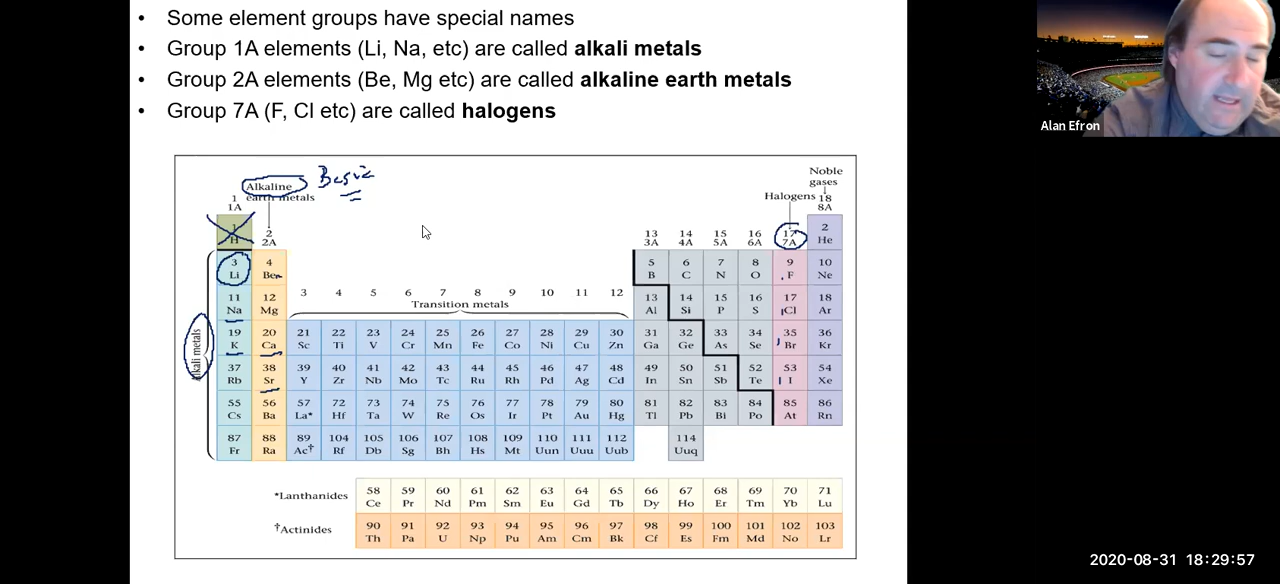 • Some element groups have special names
• Group 1A elements (Li, Na, etc) are called alkali metals
• Group 2A elements (Be, Mg etc) are called alkaline earth metals
• Group 7A (F, Cl etc) are called halogens
Alan Efron
Alkaline
earth metals
Basic
Noble
gases
Halogens
1
1A
18
8A
1
H
2
2A
13 14 15 16 17
3A 4A 5A 6A 7A
2
He
3 4 5 6 7 8 9 10
Li Be B C N O F Ne
3 4 5 6 7 8 9 10 11 12
Transition metals
11 12 13 14 15 16 17 18
Na Mg Al Si P S Cl Ar
alkali metals
19 20 21 22 23 24 25 26 27 28 29 30 31 32 33 34 35 36
K Ca Sc Ti V Cr Mn Fe Co Ni Cu Zn Ga Ge As Se Br Kr
37 38 39 40 41 42 43 44 45 46 47 48 49 50 51 52 53 54
Rb Sr Y Zr Nb Mo Tc Ru Rh Pd Ag Cd In Sn Sb Te I Xe
55 56 57 72 73 74 75 76 77 78 79 80 81 82 83 84 85 86
Cs Ba La* Hf Ta W Re Os Ir Pt Au Hg Tl Pb Bi Po At Rn
87 88 89 104 105 106 107 108 109 110 111 112 114
Fr Ra Ac† Rf Db Sg Bh Hs Mt Uun Uuu Uub Uuq
*Lanthanides
58 59 60 61 62 63 64 65 66 67 68 69 70 71
Ce Pr Nd Pm Sm Eu Gd Tb Dy Ho Er Tm Yb Lu
†Actinides
90 91 92 93 94 95 96 97 98 99 100 101 102 103
Th Pa U Np Pu Am Cm Bk Cf Es Fm Md No Lr
2020-08-31 18:29:57